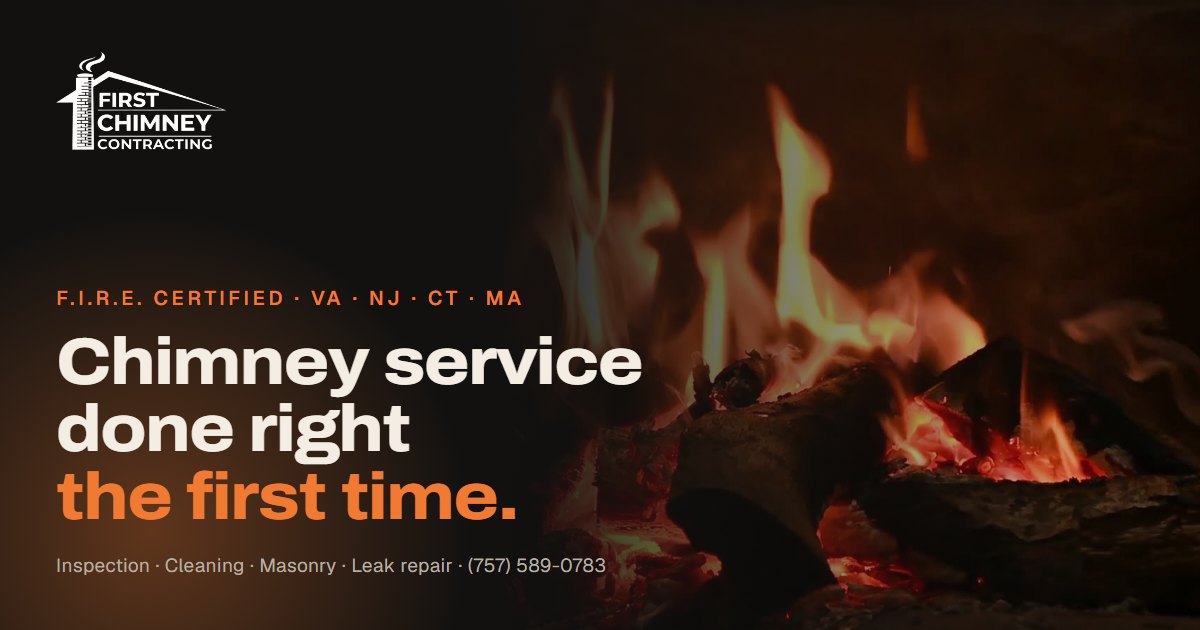 FIRST
CHIMNEY
CONTRACTING
F.I.R.E. CERTIFIED · VA · NJ · CT · MA
Chimney service
done right
the first time.
Inspection · Cleaning · Masonry · Leak repair · (757) 589-0783